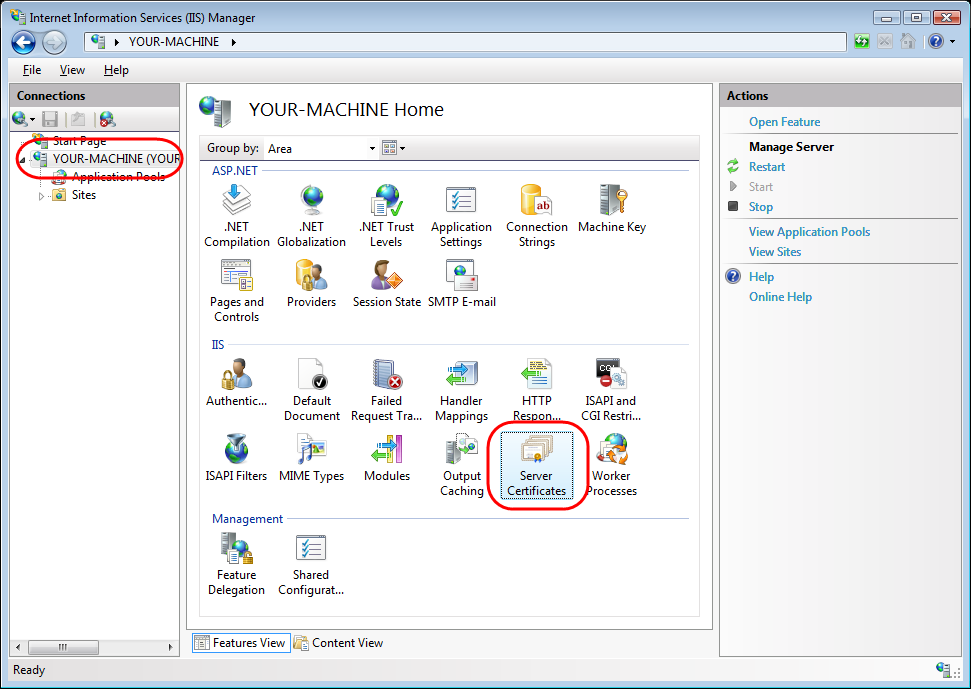 Internet Information Services (IIS) Manager
YOUR-MACHINE
File View Help
Connections
Start Page
YOUR-MACHINE (YOUR
Application Pools
Sites
YOUR-MACHINE Home
Group by: Area
ASP.NET
.NET Compilation
.NET Globalization
.NET Trust Levels
Application Settings
Connection Strings
Machine Key
Pages and Controls
Providers
Session State
SMTP E-mail
IIS
Authentic...
Default Document
Failed Request Tra...
Handler Mappings
HTTP Respon...
ISAPI and CGI Restri...
ISAPI Filters
MIME Types
Modules
Output Caching
Server Certificates
Worker Processes
Management
Feature Delegation
Shared Configurat...
Features View
Content View
Actions
Open Feature
Manage Server
Restart
Start
Stop
View Application Pools
View Sites
Help
Online Help
Ready